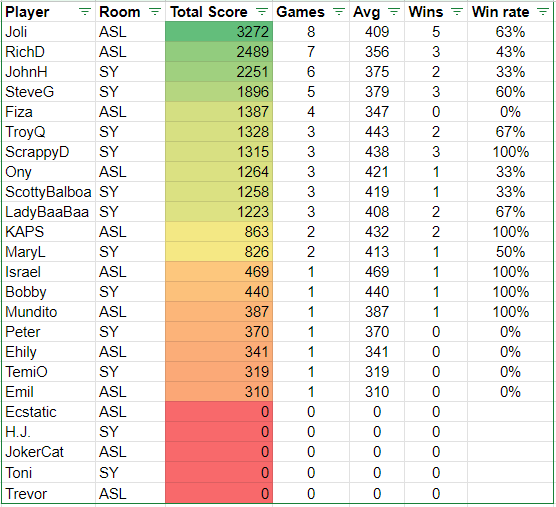 Player Room Total Score Games Avg Wins Win rate
Joli ASL 3272 8 409 5 63%
RichD ASL 2489 7 356 3 43%
JohnH SY 2251 6 375 2 33%
SteveG SY 1896 5 379 3 60%
Fiza ASL 1387 4 347 0 0%
TroyQ SY 1328 3 443 2 67%
ScrappyD SY 1315 3 438 3 100%
Ony ASL 1264 3 421 1 33%
ScottyBalboa SY 1258 3 419 1 33%
LadyBaaBaa SY 1223 3 408 2 67%
KAPS ASL 863 2 432 2 100%
MaryL SY 826 2 413 1 50%
Israel ASL 469 1 469 1 100%
Bobby SY 440 1 440 1 100%
Mundito ASL 387 1 387 1 100%
Peter SY 370 1 370 0 0%
Ehily ASL 341 1 341 0 0%
TemiO SY 319 1 319 0 0%
Emil ASL 310 1 310 0 0%
Ecstatic ASL 0 0 0 0
H.J. SY 0 0 0 0
JokerCat ASL 0 0 0 0
Toni SY 0 0 0 0
Trevor ASL 0 0 0 0